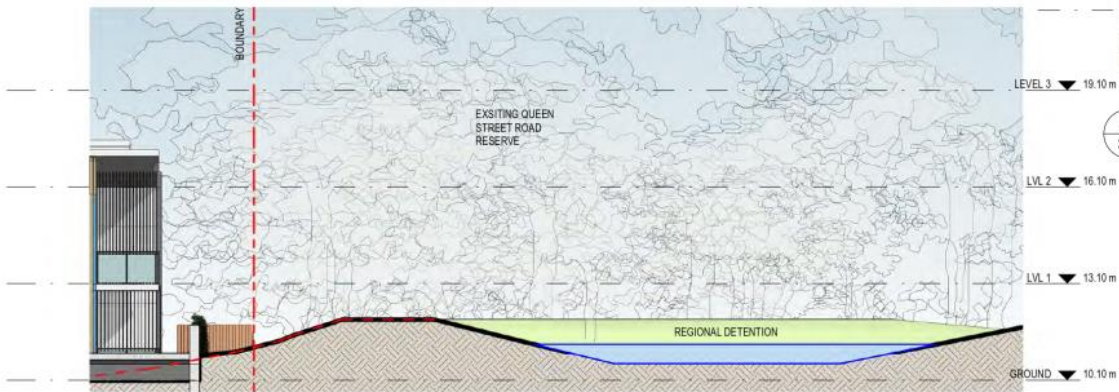 BOUNDARY
EXSITING QUEEN
STREET ROAD
RESERVE
LEVEL 3 19.10 m
LVL 2 16.10 m
LVL 1 13.10 m
REGIONAL DETENTION
GROUND 10.10 m